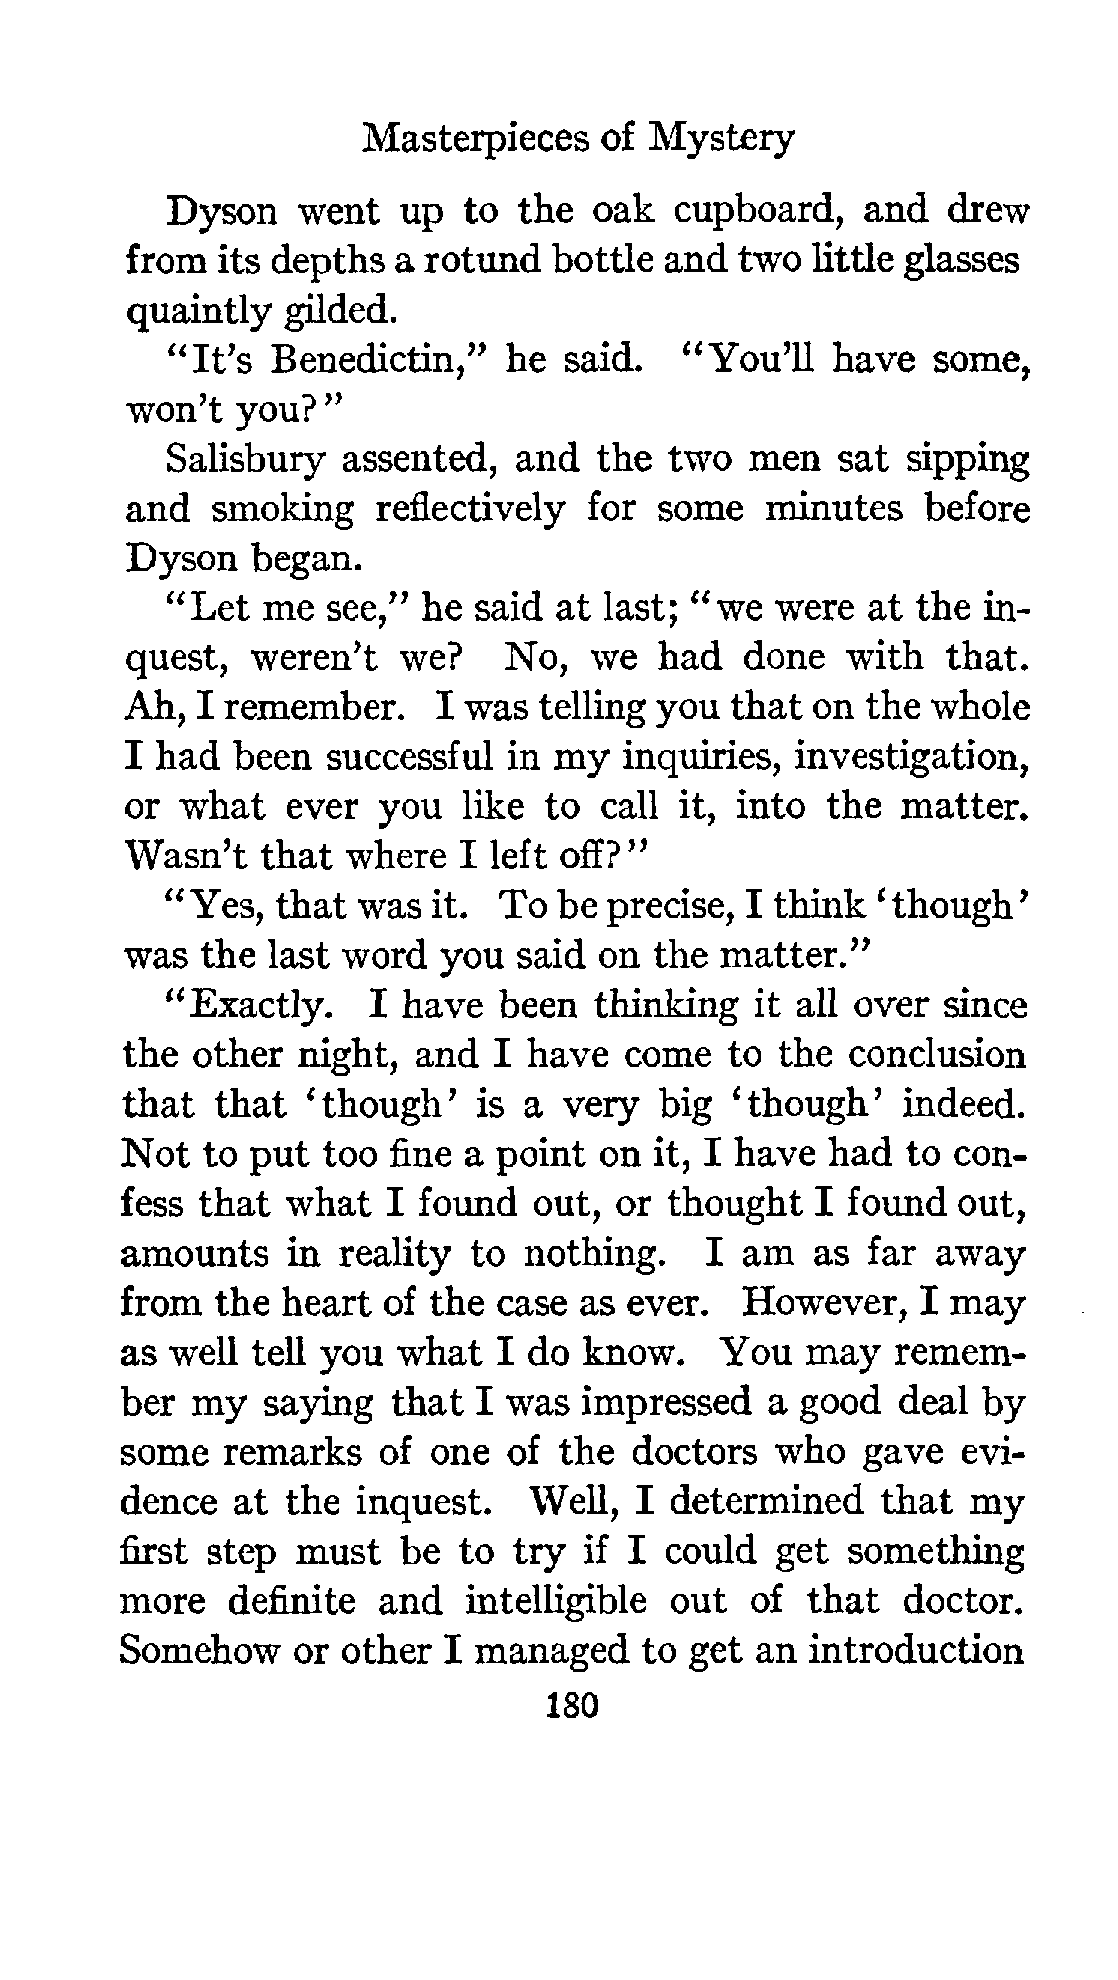 Masterpieces of Mystery
Dyson went up to the oak cupboard, and drew
from its depths a rotund bottle and two little glasses
quaintly gilded.
"It's Benedictin," he said. "You'll have some,
won't you?"
Salisbury assented, and the two men sat sipping
and smoking reflectively for some minutes before
Dyson began.
"Let me see," he said at last; "we were at the in-
quest, weren't we? No, we had done with that.
Ah, I remember. I was telling you that on the whole
I had been successful in my inquiries, investigation,
or what ever you like to call it, into the matter.
Wasn't that where I left off?"
"Yes, that was it. To be precise, I think 'though'
was the last word you said on the matter."
"Exactly. I have been thinking it all over since
the other night, and I have come to the conclusion
that that 'though' is a very big 'though' indeed.
Not to put too fine a point on it, I have had to con-
fess that what I found out, or thought I found out,
amounts in reality to nothing. I am as far away
from the heart of the case as ever. However, I may
as well tell you what I do know. You may remem-
ber my saying that I was impressed a good deal by
some remarks of one of the doctors who gave evi-
dence at the inquest. Well, I determined that my
first step must be to try if I could get something
more definite and intelligible out of that doctor.
Somehow or other I managed to get an introduction
180